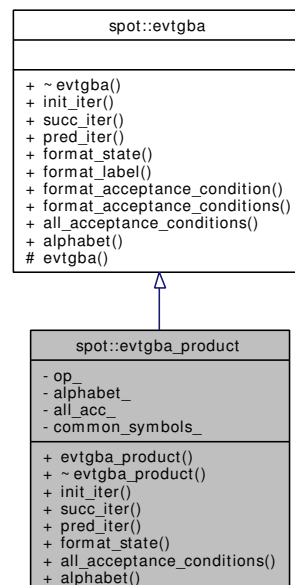 spot::evtgba
+ ~evtgba()
+ init_iter()
+ succ_iter()
+ pred_iter()
+ format_state()
+ format_label()
+ format_acceptance_condition()
+ format_acceptance_conditions()
+ all_acceptance_conditions()
+ alphabet()
# evtgba()
spot::evtgba_product
- op_
- alphabet_
- all_acc_
- common_symbols_
+ evtgba_product()
+ ~evtgba_product()
+ init_iter()
+ succ_iter()
+ pred_iter()
+ format_state()
+ all_acceptance_conditions()
+ alphabet()